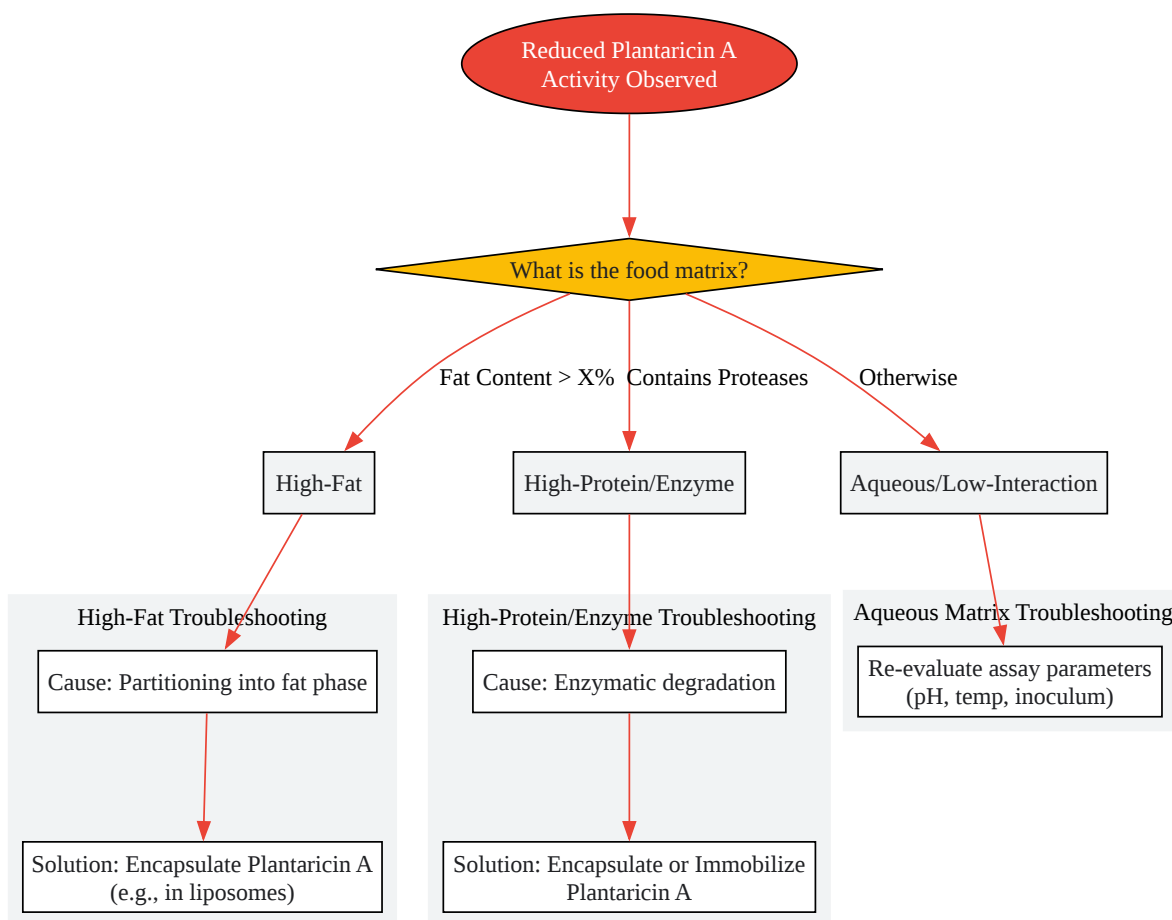 Reduced Plantaricin A
Activity Observed
What is the food matrix?
Fat Content > X%
Contains Proteases
Otherwise
High-Fat
High-Protein/Enzyme
Aqueous/Low-Interaction
High-Fat Troubleshooting
Cause: Partitioning into fat phase
Solution: Encapsulate Plantaricin A
(e.g., in liposomes)
High-Protein/Enzyme Troubleshooting
Cause: Enzymatic degradation
Solution: Encapsulate or Immobilize
Plantaricin A
Aqueous Matrix Troubleshooting
Re-evaluate assay parameters
(pH, temp, inoculum)